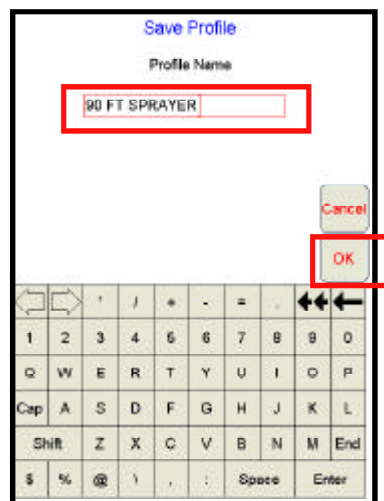 Save Profile
Profile Name
90 FT SPRAYER
Cancel
OK
' / + - = .
1 2 3 4 5 6 7 8 9 0
Q W E R T Y U I O P
Cap A S D F G H J K L
Shift Z X C V B N M End
$ % @ \ , : Space Enter